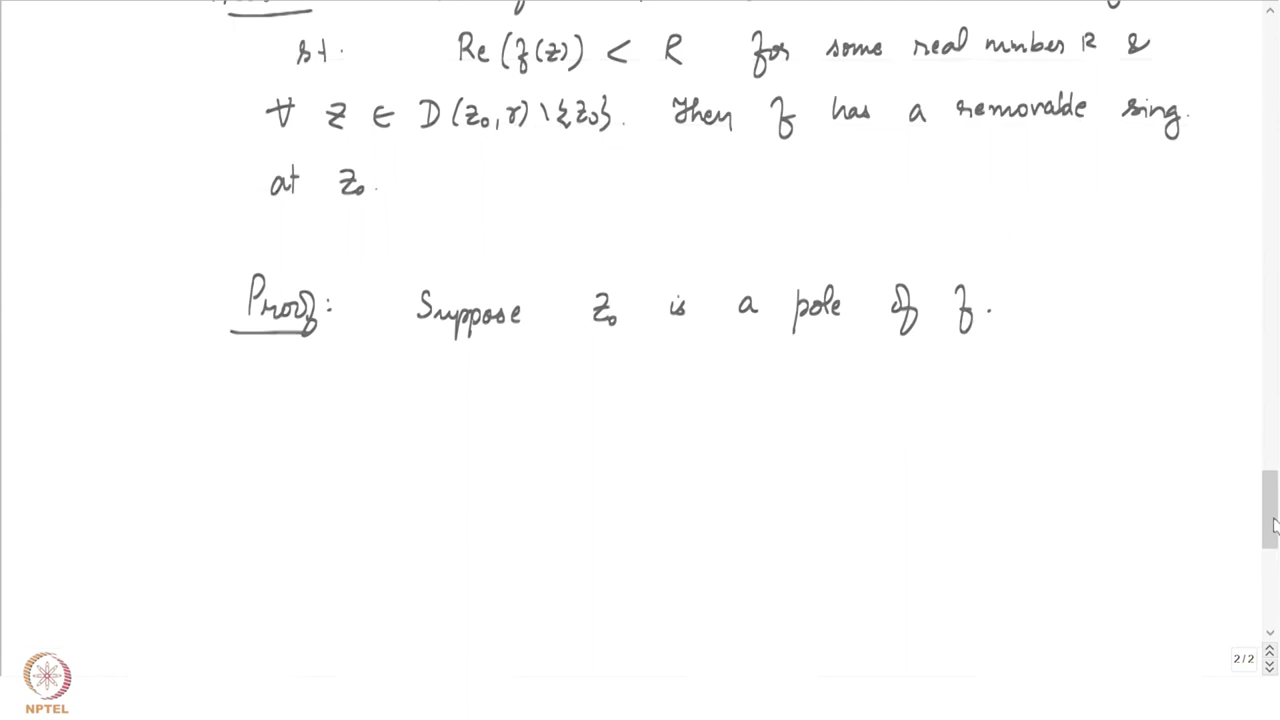 st. Re(f(z)) < R for some real number R &
∀ z ∈ D(z₀, r) \ {z₀}. Then f has a removable sing.
at z₀.
Proof: Suppose z₀ is a pole of f.
2/2
NPTEL